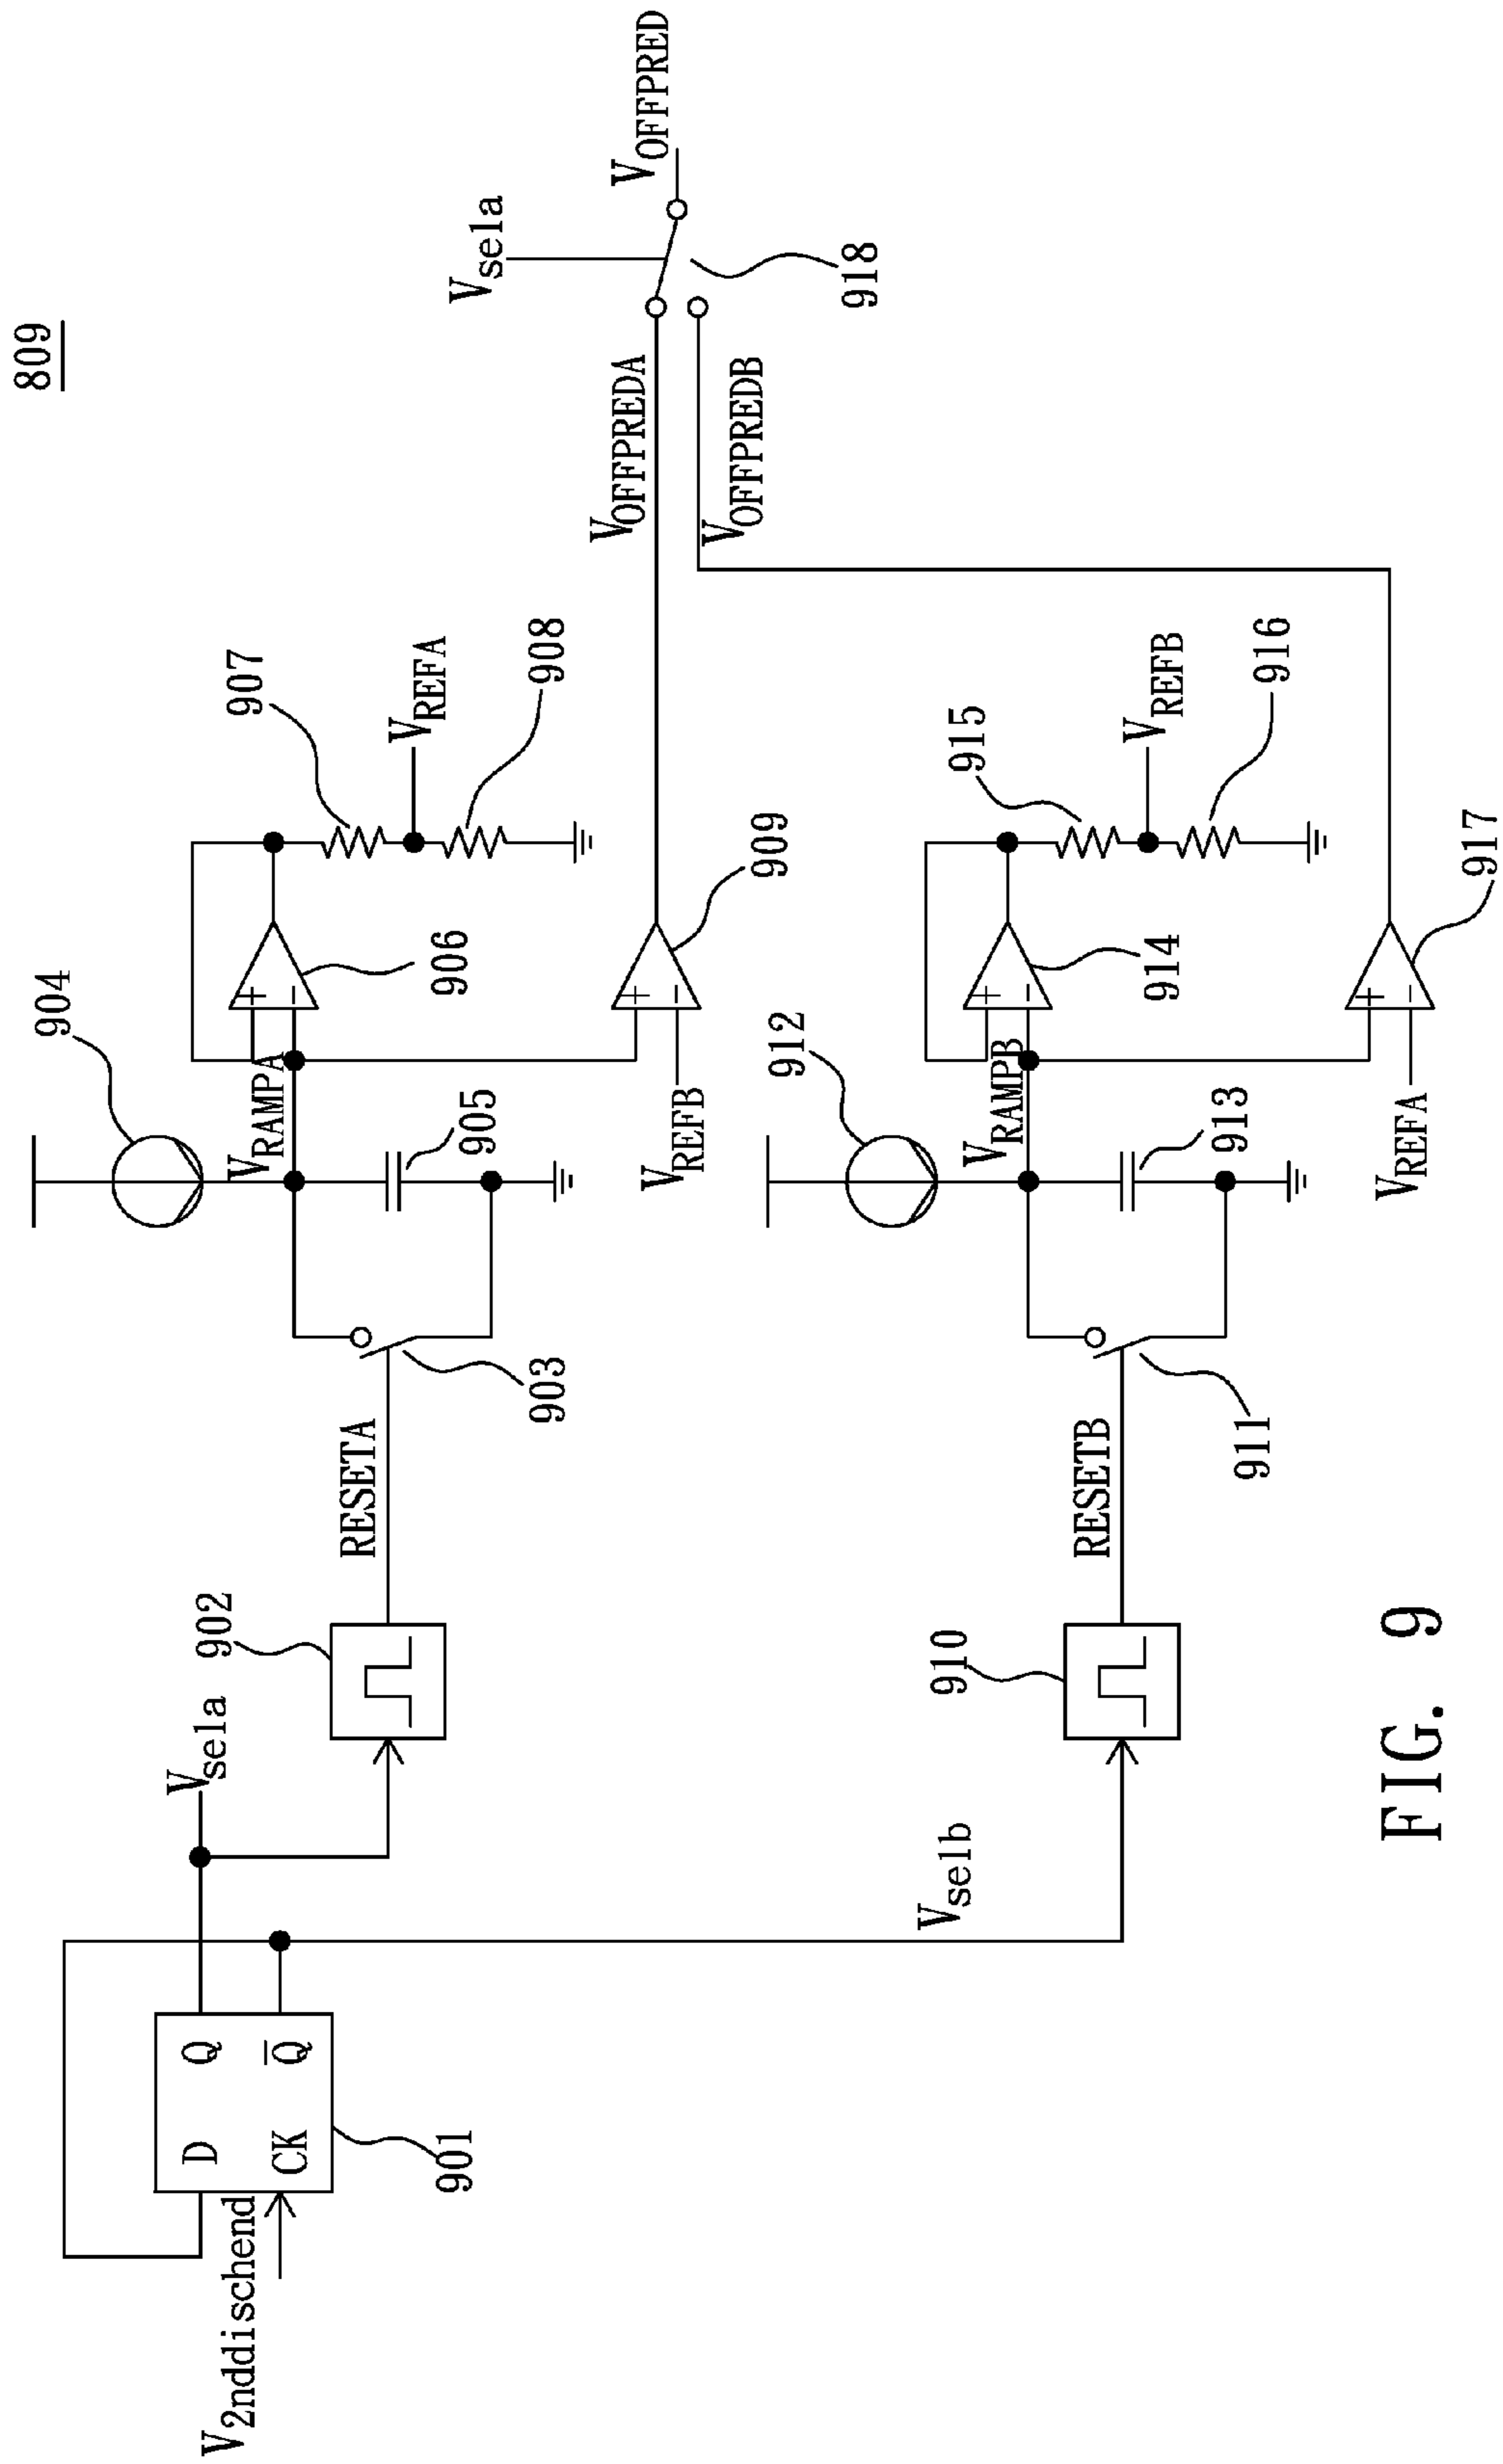 809
V2nddischend
D
Q
CK
Q̅
901
Vsela
902
RESETA
903
904
VRAMPA
905
+
−
906
907
VREFA
908
+
−
909
VREFB
VOFFPREDA
VOFFPREDB
Vsela
918
VOFFPRED
Vselb
910
RESETB
911
912
VRAMPB
913
+
−
914
915
VREFB
916
+
−
917
VREFA
FIG. 9